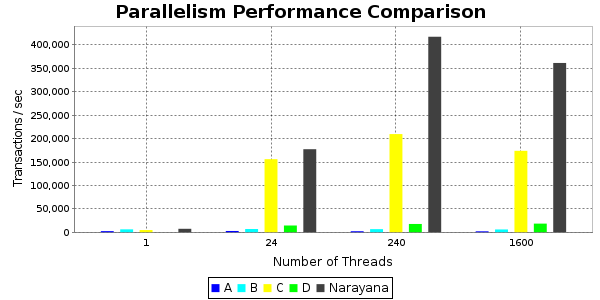 Parallelism Performance Comparison
Transactions / sec
400,000
350,000
300,000
250,000
200,000
150,000
100,000
50,000
0
1 24 240 1600
Number of Threads
A B C D Narayana